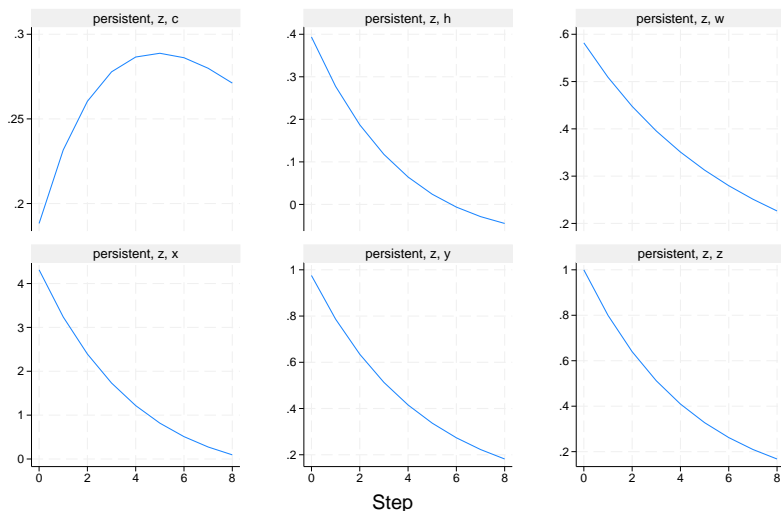 persistent, z, c
persistent, z, h
persistent, z, w
.3
.25
.2
.4
.3
.2
.1
0
.6
.5
.4
.3
.2
persistent, z, x
persistent, z, y
persistent, z, z
4
3
2
1
0
1
.8
.6
.4
.2
1
.8
.6
.4
.2
0 2 4 6 8
0 2 4 6 8
0 2 4 6 8
Step